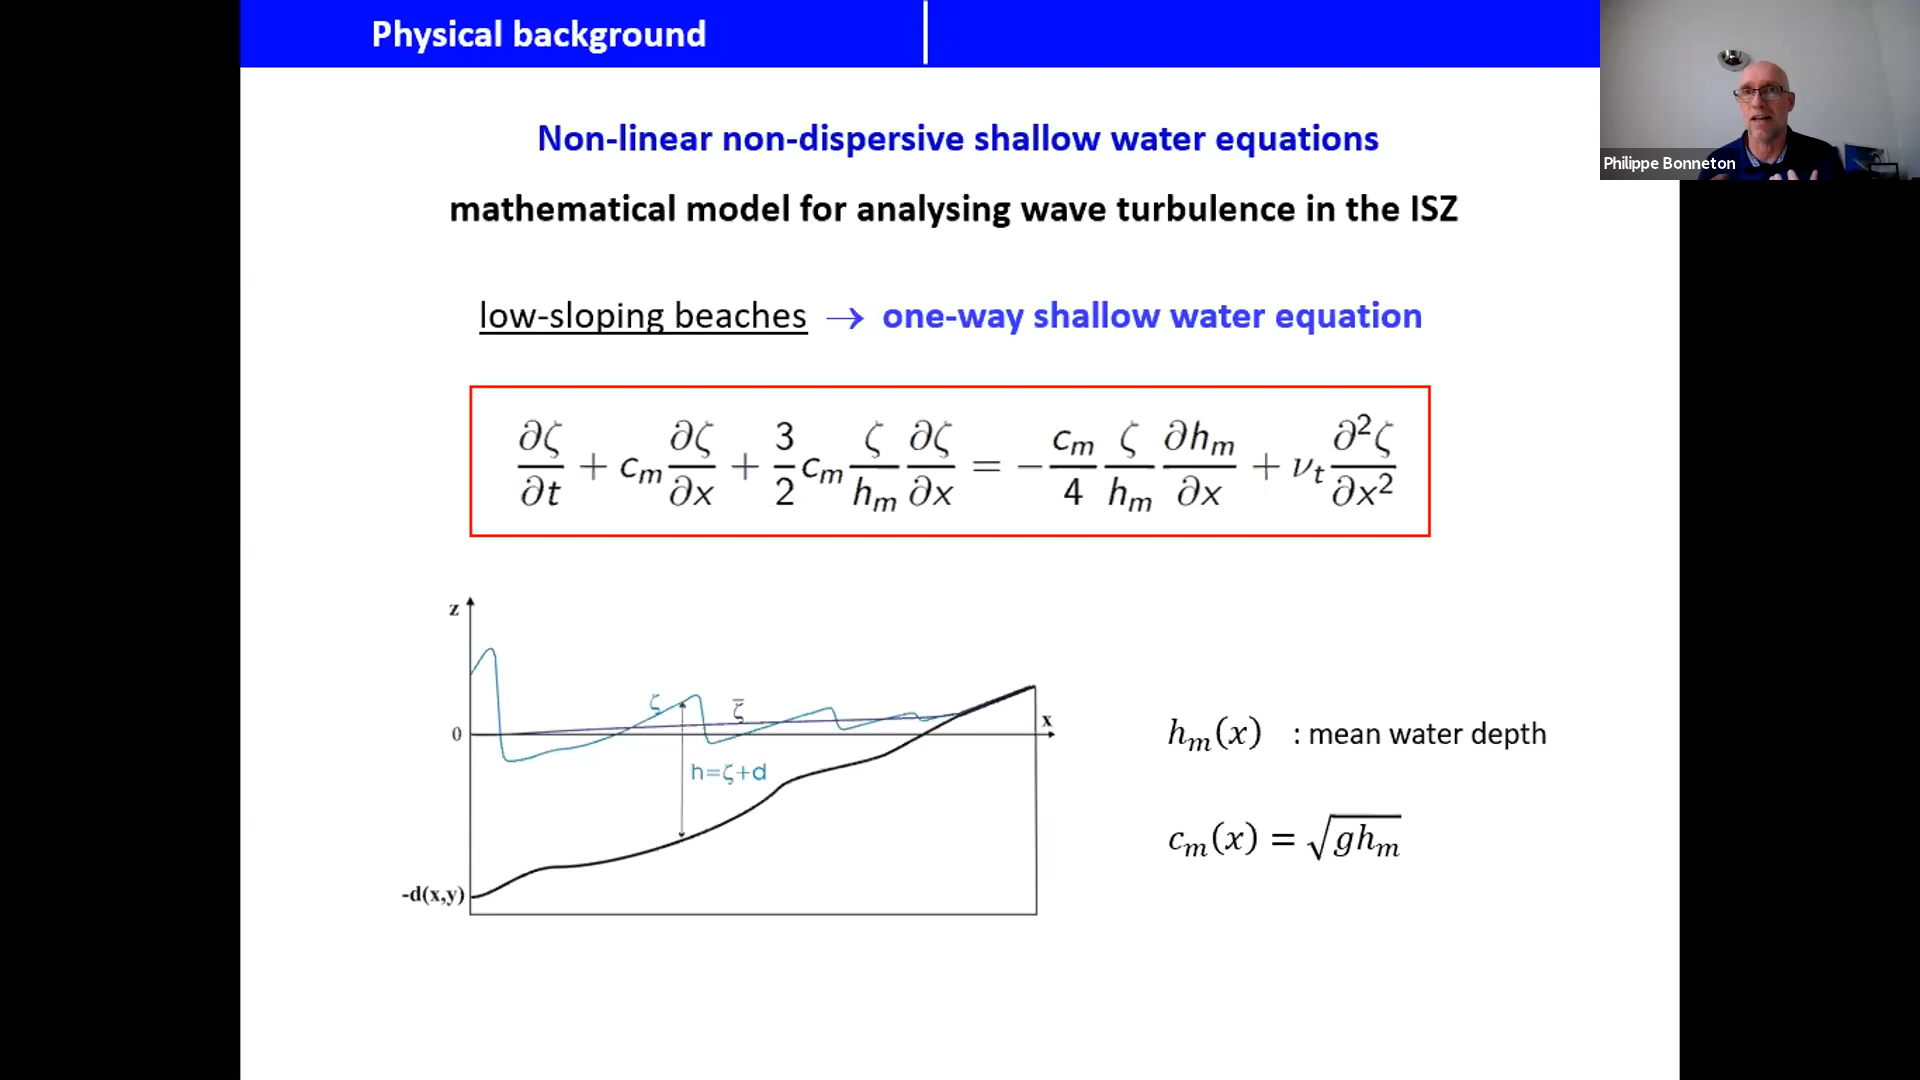 Physical background
Philippe Bonneton
Non-linear non-dispersive shallow water equations
mathematical model for analysing wave turbulence in the ISZ
low-sloping beaches → one-way shallow water equation
∂ζ/∂t + c_m ∂ζ/∂x + 3/2 c_m ζ/h_m ∂ζ/∂x = − c_m/4 ζ/h_m ∂h_m/∂x + ν_t ∂²ζ/∂x²
z
ζ
ζ̄
x
0
h=ζ+d
-d(x,y)
h_m(x) : mean water depth
c_m(x) = √gh_m